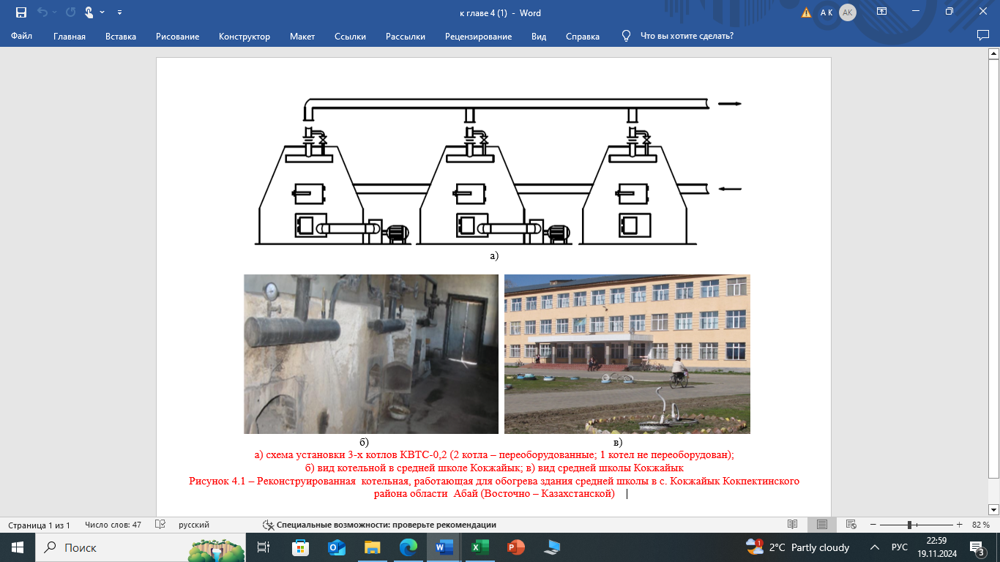 к главе 4 (1) - Word
А К
АК
Файл
Главная
Вставка
Рисование
Конструктор
Макет
Ссылки
Рассылки
Рецензирование
Вид
Справка
Что вы хотите сделать?
а)
б)
в)
а) схема установки 3-х котлов КВТС-0,2 (2 котла – переоборудованные; 1 котел не переоборудован);
б) вид котельной в средней школе Кокжайык; в) вид средней школы Кокжайык
Рисунок 4.1 – Реконструированная котельная, работающая для обогрева здания средней школы в с. Кокжайык Кокпектинского
района области Абай (Восточно – Казахстанской)
Страница 1 из 1
Число слов: 47
русский
Специальные возможности: проверьте рекомендации
82 %
Поиск
1
2°C Partly cloudy
РУС
22:59
19.11.2024
3